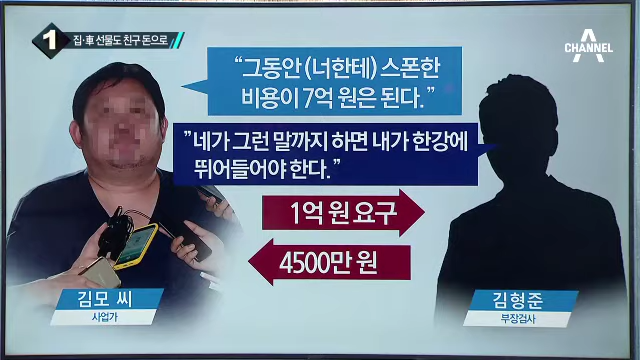 1 집·車 선물도 친구 돈으로
CHANNEL A
“그동안 (너한테) 스폰한
비용이 7억 원은 된다.”
"네가 그런 말까지 하면 내가 한강에
뛰어들어야 한다."
1억 원 요구
4500만 원
김모 씨
사업가
김형준
부장검사